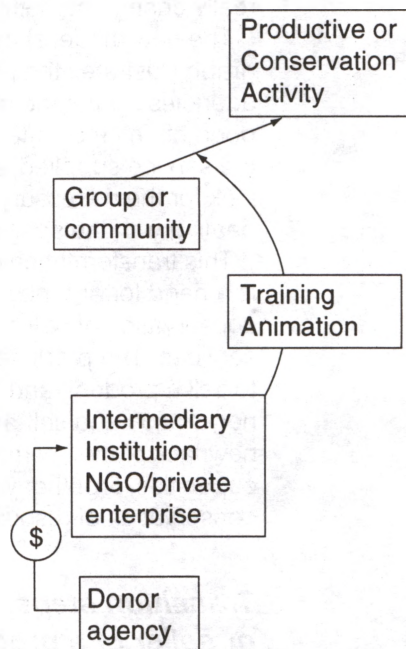 Productive or
Conservation
Activity
Group or
community
Training
Animation
Intermediary
Institution
NGO/private
enterprise
$
Donor
agency